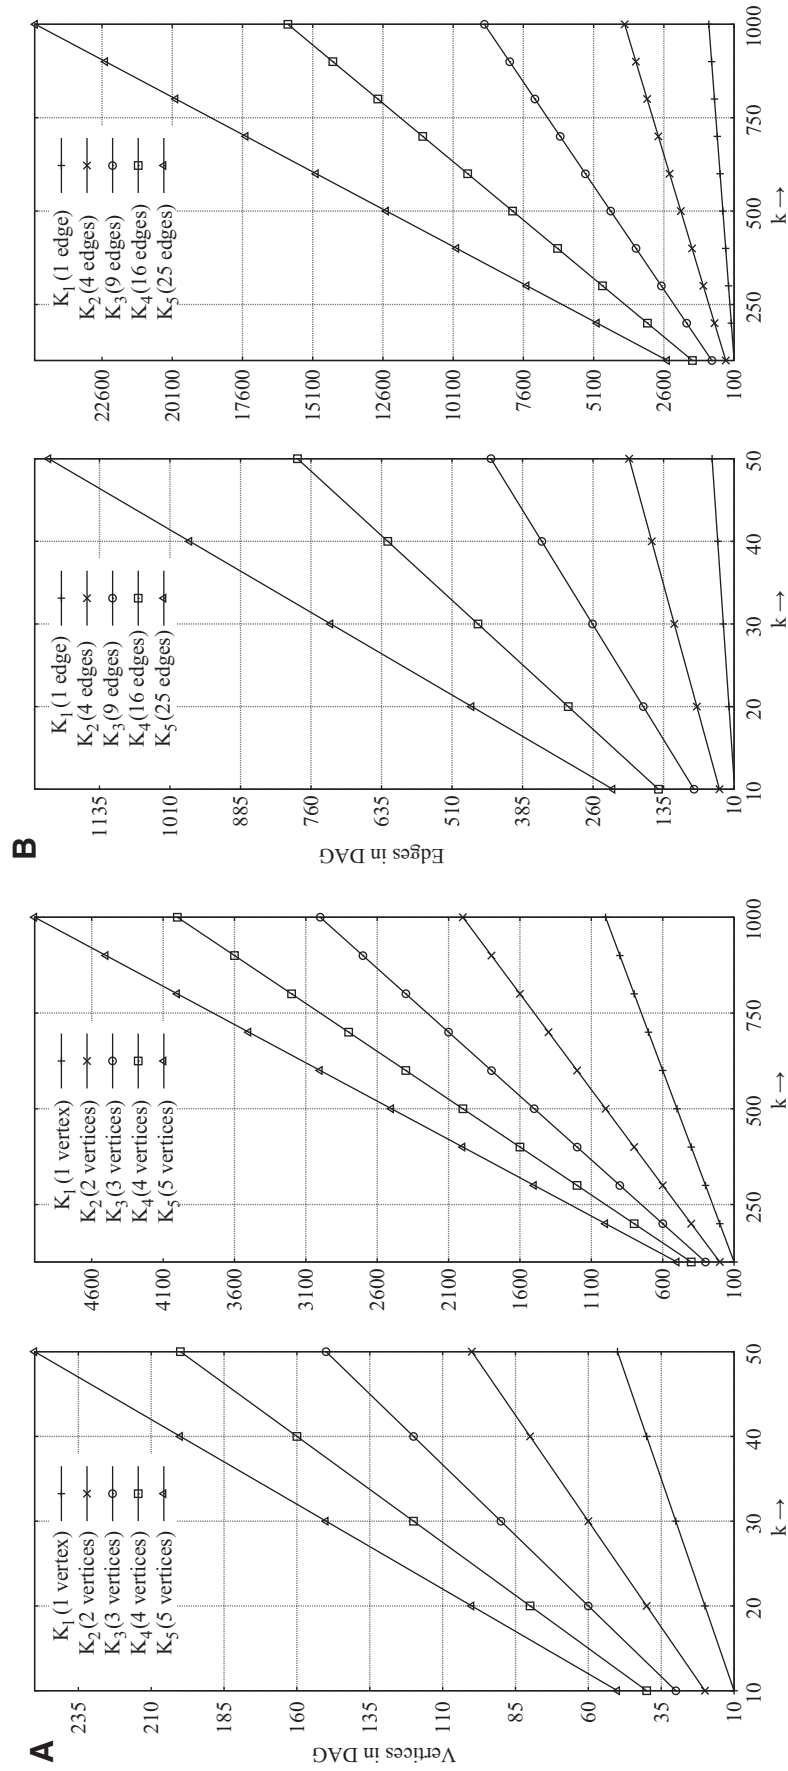 A
Vertices in DAG
235
210
185
160
135
110
85
60
35
10
K1 (1 vertex)
K2 (2 vertices)
K3 (3 vertices)
K4 (4 vertices)
K5 (5 vertices)
10 20 30 40 50
k →
4600
4100
3600
3100
2600
2100
1600
1100
600
100
K1 (1 vertex)
K2 (2 vertices)
K3 (3 vertices)
K4 (4 vertices)
K5 (5 vertices)
250 500 750 1000
k →
B
Edges in DAG
1135
1010
885
760
635
510
385
260
135
10
K1 (1 edge)
K2 (4 edges)
K3 (9 edges)
K4 (16 edges)
K5 (25 edges)
10 20 30 40 50
k →
22600
20100
17600
15100
12600
10100
7600
5100
2600
100
K1 (1 edge)
K2 (4 edges)
K3 (9 edges)
K4 (16 edges)
K5 (25 edges)
250 500 750 1000
k →